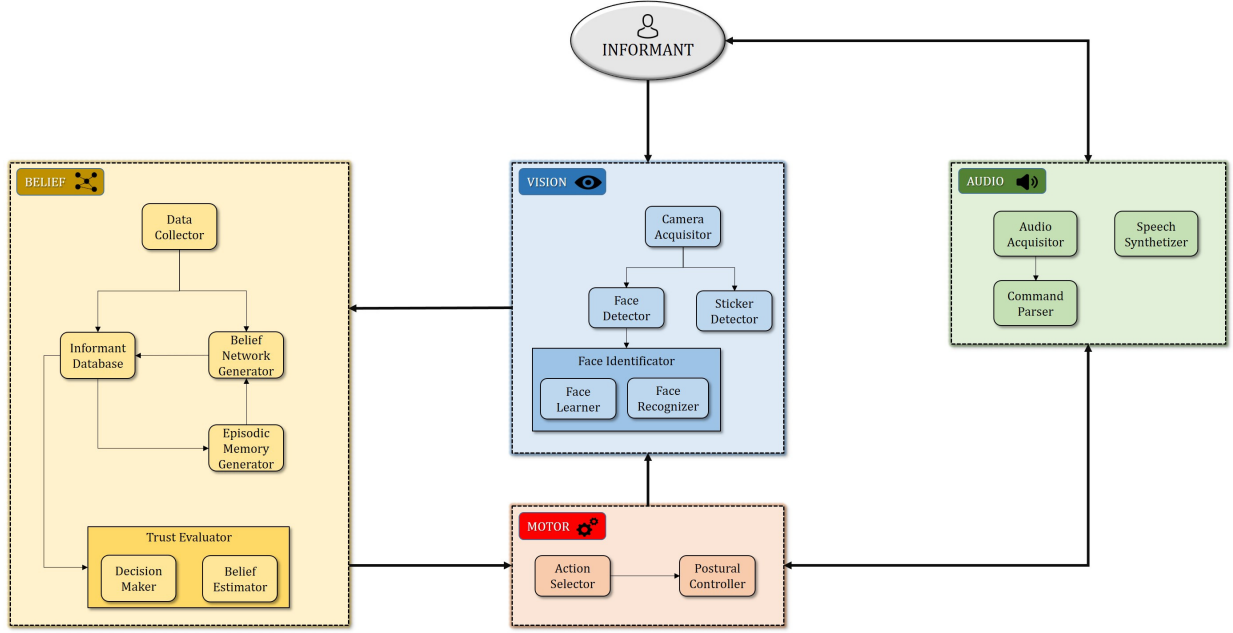 INFORMANT
BELIEF
Data
Collector
Informant
Database
Belief
Network
Generator
Episodic
Memory
Generator
Trust Evaluator
Decision
Maker
Belief
Estimator
VISION
Camera
Acquisitor
Face
Detector
Sticker
Detector
Face Identificator
Face
Learner
Face
Recognizer
MOTOR
Action
Selector
Postural
Controller
AUDIO
Audio
Acquisitor
Speech
Synthetizer
Command
Parser